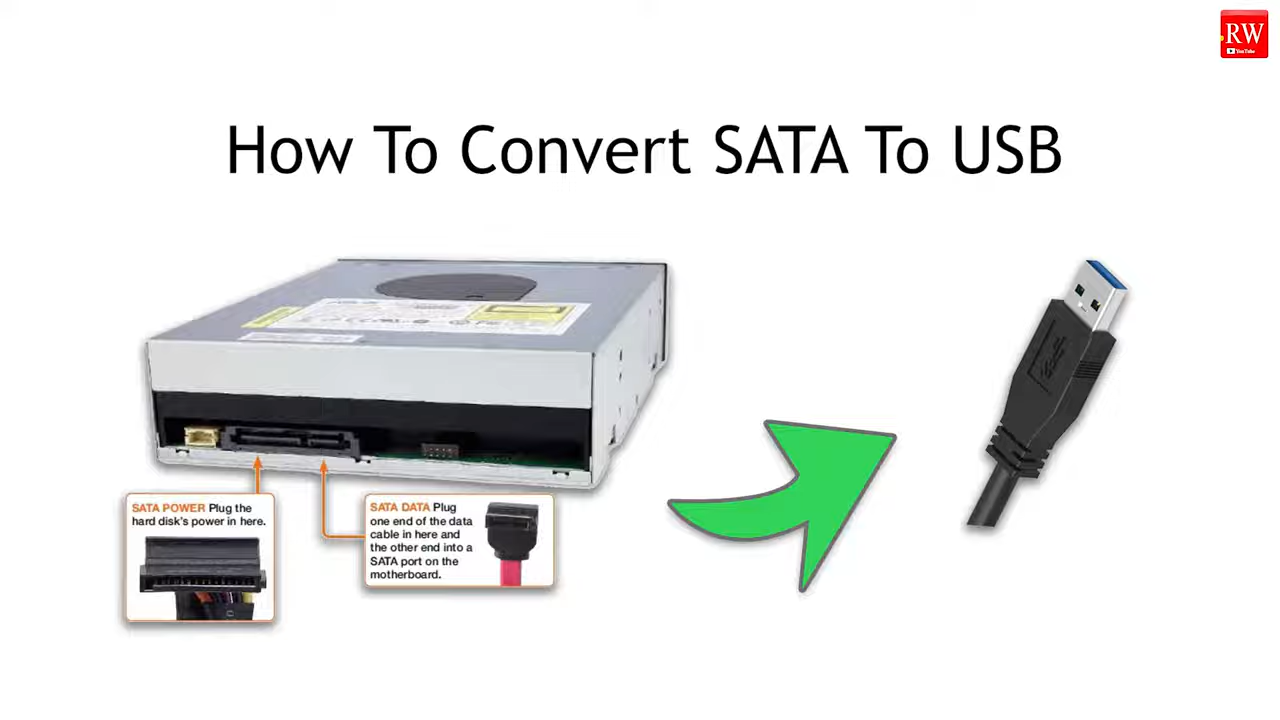 RW
YouTube
How To Convert SATA To USB
SATA POWER Plug the
hard disk's power in here.
SATA DATA Plug
one end of the data
cable in here and
the other end into a
SATA port on the
motherboard.